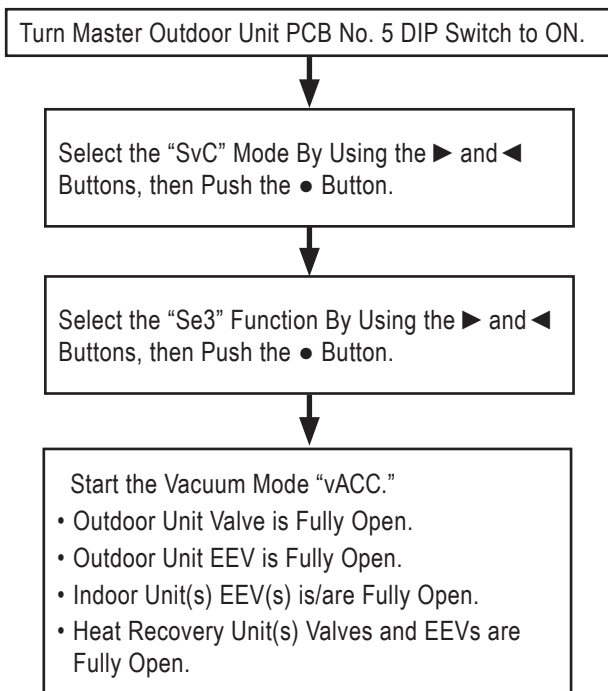 Turn Master Outdoor Unit PCB No. 5 DIP Switch to ON.
Select the “SvC” Mode By Using the ► and ◄
Buttons, then Push the ● Button.
Select the “Se3” Function By Using the ► and ◄
Buttons, then Push the ● Button.
Start the Vacuum Mode “vACC.”
• Outdoor Unit Valve is Fully Open.
• Outdoor Unit EEV is Fully Open.
• Indoor Unit(s) EEV(s) is/are Fully Open.
• Heat Recovery Unit(s) Valves and EEVs are
Fully Open.